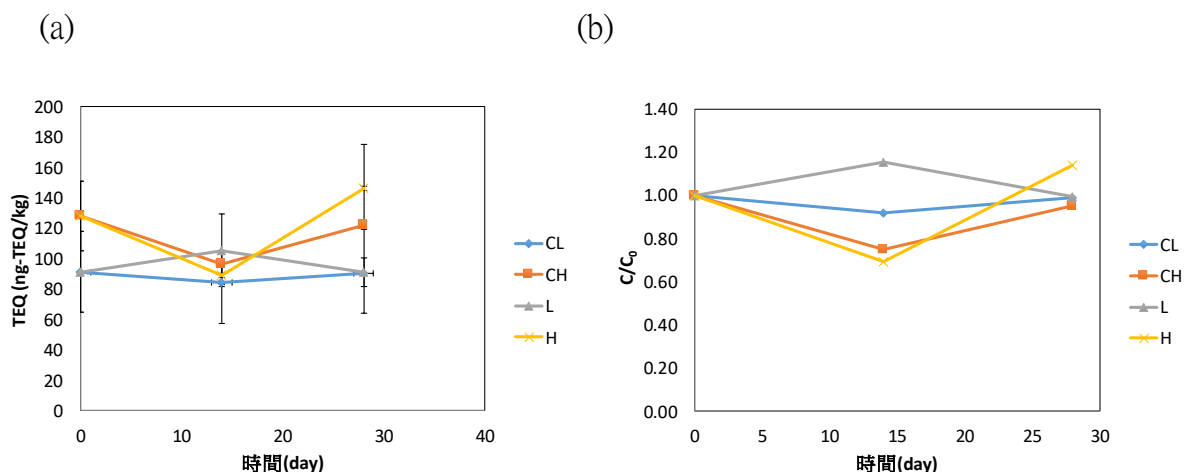 (a)
(b)
TEQ (ng-TEQ/kg)
200
180
160
140
120
100
80
60
40
20
0
0 10 20 30 40
時間(day)
CL
CH
L
H
C/C₀
1.40
1.20
1.00
0.80
0.60
0.40
0.20
0.00
0 5 10 15 20 25 30
時間(day)
CL
CH
L
H